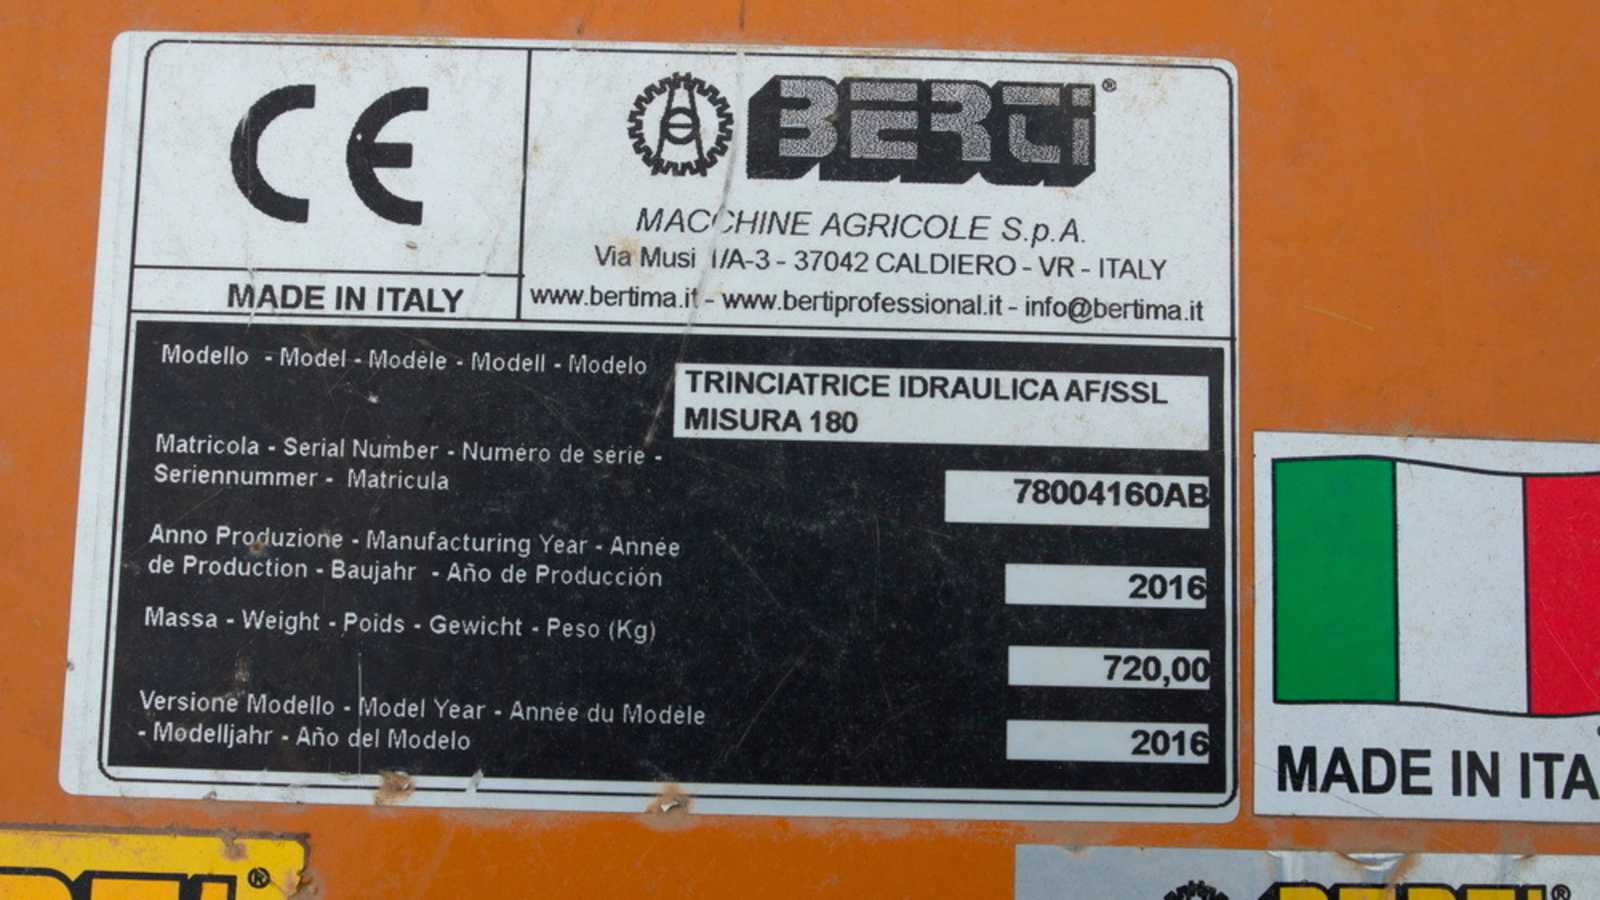 CE
BERTI®
MACCHINE AGRICOLE S.p.A.
Via Musi 1/A-3 - 37042 CALDIERO - VR - ITALY
MADE IN ITALY
www.bertima.it - www.bertiprofessional.it - info@bertima.it
Modello - Model - Modèle - Modell - Modelo
TRINCIATRICE IDRAULICA AF/SSL
MISURA 180
Matricola - Serial Number - Numéro de série -
Seriennummer - Matricula
78004160AB
Anno Produzione - Manufacturing Year - Année
de Production - Baujahr - Año de Producción
2016
Massa - Weight - Poids - Gewicht - Peso (Kg)
720,00
Versione Modello - Model Year - Année du Modèle
- Modelljahr - Año del Modelo
2016
MADE IN ITA
BERTI®